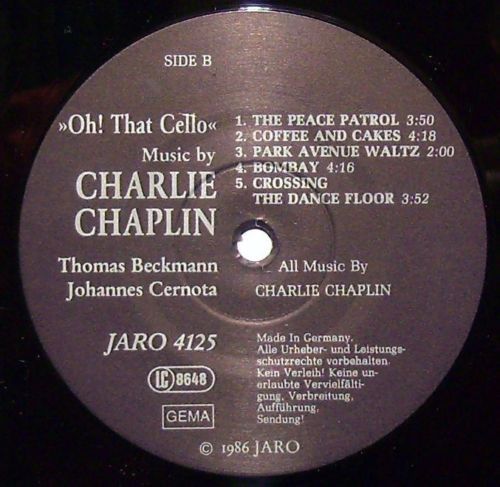 SIDE B
»Oh! That Cello«
Music by
CHARLIE
CHAPLIN
Thomas Beckmann
Johannes Cernota
JARO 4125
LC 8648
GEMA
1. THE PEACE PATROL 3:50
2. COFFEE AND CAKES 4:18
3. PARK AVENUE WALTZ 2:00
4. BOMBAY 4:16
5. CROSSING
THE DANCE FLOOR 3:52
All Music By
CHARLIE CHAPLIN
Made In Germany.
Alle Urheber- und Leistungs-
schutzrechte vorbehalten.
Kein Verleih! Keine un-
erlaubte Vervielfälti-
gung, Verbreitung,
Aufführung,
Sendung!
© 1986 JARO